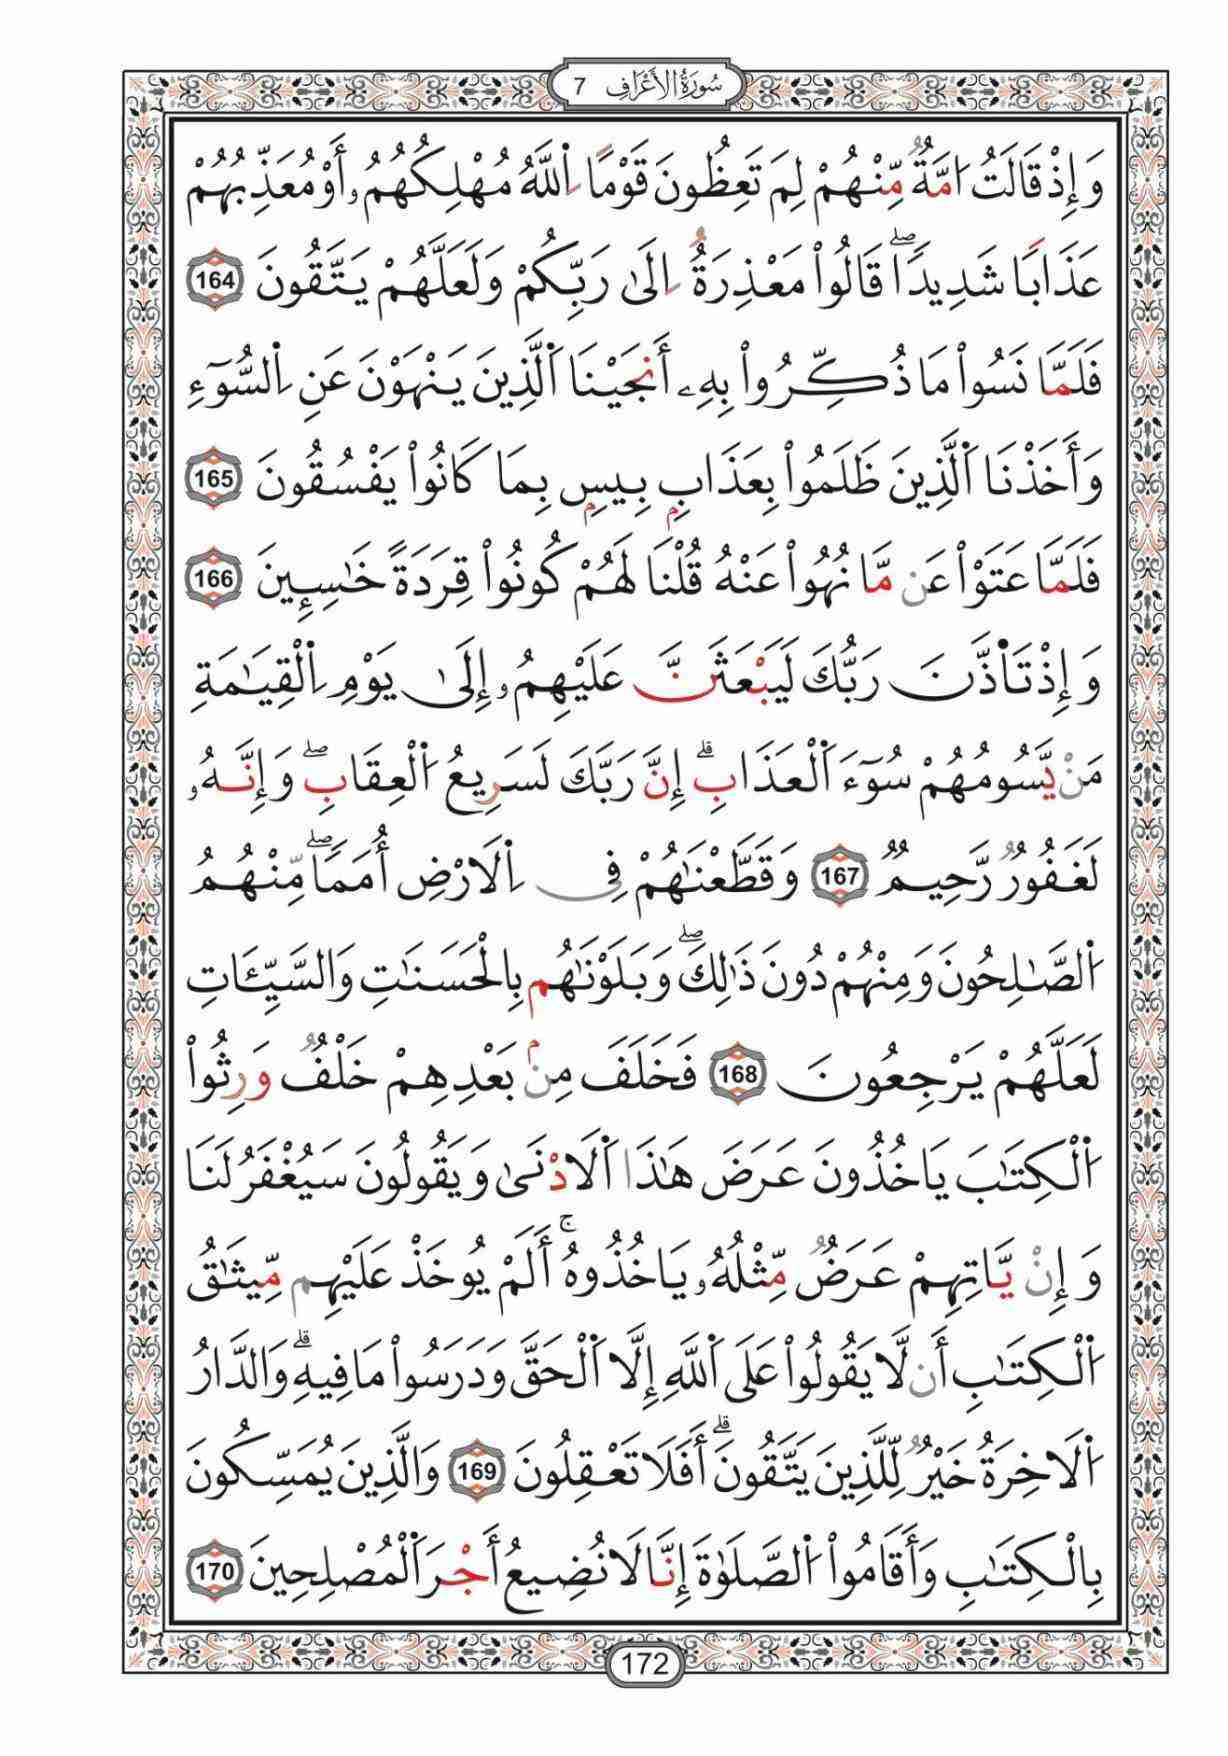 سُورَةُ الأَعْرَافِ 7
وَإِذْ قَالَتُ اُمَّةٌ مِّنْهُمْ لِمَ تَعِظُونَ قَوْمًا اِ۬للَّهُ مُهْلِكُهُمُۥٓ أَوْ مُعَذِّبُهُمْ
عَذَابًا شَدِيدًاۖ قَالُواْ مَعْذِرَةٌ اِلَىٰ رَبِّكُمْ وَلَعَلَّهُمْ يَتَّقُونَ 164
فَلَمَّا نَسُواْ مَا ذُكِّرُواْ بِهِۦٓ أَنجَيْنَا اَ۬لَّذِينَ يَنْهَوْنَ عَنِ اِ۬لسُّوٓءِ
وَأَخَذْنَا اَ۬لَّذِينَ ظَلَمُواْ بِعَذَابِۢ بِيسِۢ بِمَا كَانُواْ يَفْسُقُونَ 165
فَلَمَّا عَتَوْاْ عَن مَّا نُهُواْ عَنْهُ قُلْنَا لَهُمْ كُونُواْ قِرَدَةً خَٰسِـِٕينَ 166
وَإِذْ تَأَذَّنَ رَبُّكَ لَيَبْعَثَنَّ عَلَيْهِمُۥٓ إِلَىٰ يَوْمِ اِ۬لْقِيَٰمَةِ
مَنْ يَّسُومُهُمْ سُوٓءَ اَ۬لْعَذَابِۗ إِنَّ رَبَّكَ لَسَرِيعُ اُ۬لْعِقَابِۖ وَإِنَّهُۥ
لَغَفُورٌ رَّحِيمٌ 167 وَقَطَّعْنَٰهُمْ فِے اِ۬لَارْضِ أُمَمًاۖ مِّنْهُمُ
اُ۬لصَّٰلِحُونَ وَمِنْهُمْ دُونَ ذَٰلِكَۖ وَبَلَوْنَٰهُم بِالْحَسَنَٰتِ وَالسَّيِّـَٔاتِ
لَعَلَّهُمْ يَرْجِعُونَ 168 فَخَلَفَ مِنۢ بَعْدِهِمْ خَلْفٌ وَرِثُواْ
اُ۬لْكِتَٰبَ يَاخُذُونَ عَرَضَ هَٰذَا اَ۬لَادْنَىٰ وَيَقُولُونَ سَيُغْفَرُ لَنَا
وَإِنْ يَّاتِهِمْ عَرَضٌ مِّثْلُهُۥ يَاخُذُوهُۚ أَلَمْ يُوخَذْ عَلَيْهِم مِّيثَٰقُ
اُ۬لْكِتَٰبِ أَن لَّا يَقُولُواْ عَلَى اَ۬للَّهِ إِلَّا اَ۬لْحَقَّ وَدَرَسُواْ مَا فِيهِۗ وَالدَّارُ
اُ۬لَاخِرَةُ خَيْرٌ لِّلَّذِينَ يَتَّقُونَۗ أَفَلَا تَعْقِلُونَ 169 وَالَّذِينَ يُمَسِّكُونَ
بِالْكِتَٰبِ وَأَقَامُواْ اُ۬لصَّلَوٰةَ إِنَّا لَا نُضِيعُ أَجْرَ اَ۬لْمُصْلِحِينَ 170
172